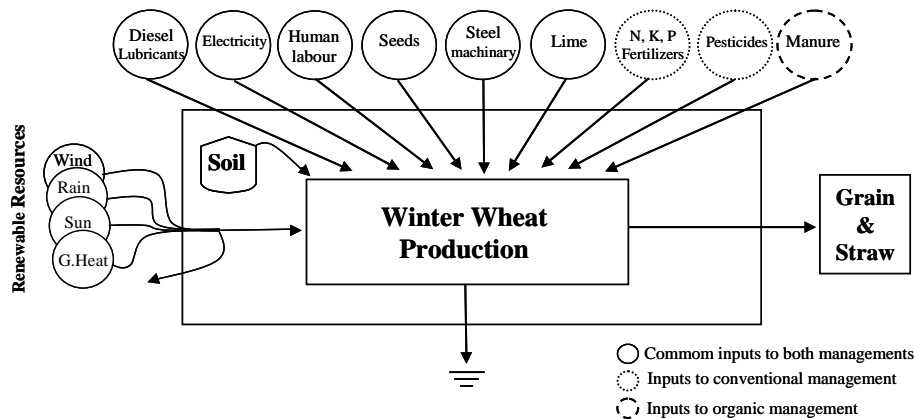 Diesel
Lubricants
Electricity
Human
labour
Seeds
Steel
machinary
Lime
N, K, P
Fertilizers
Pesticides
Manure
Renewable Resources
Wind
Rain
Sun
G.Heat
Soil
Winter Wheat
Production
Grain
&
Straw
Commom inputs to both managements
Inputs to conventional management
Inputs to organic management